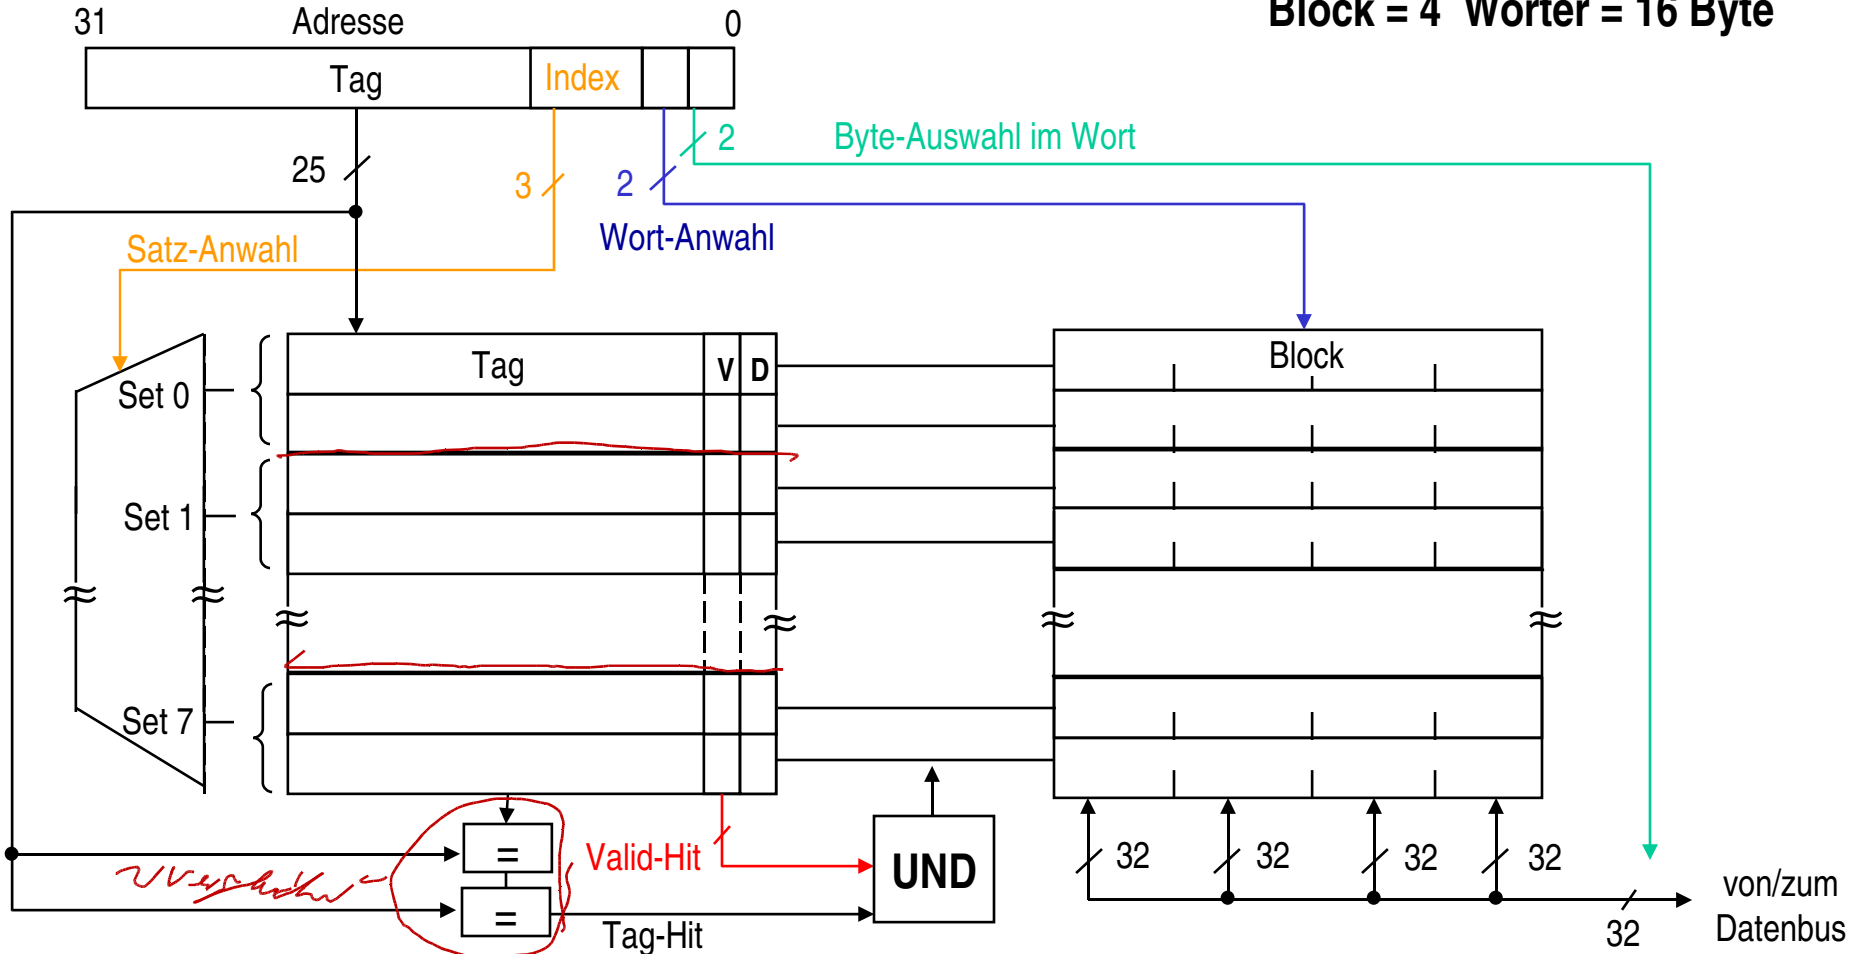 Block = 4 Wörter = 16 Byte
31 Adresse 0
Tag Index
2 Byte-Auswahl im Wort
25 3 2
Wort-Anwahl
Satz-Anwahl
Tag V D Block
Set 0
Set 1
Set 7
=
Valid-Hit UND 32 32 32 32
=
Tag-Hit
32
von/zum
Datenbus